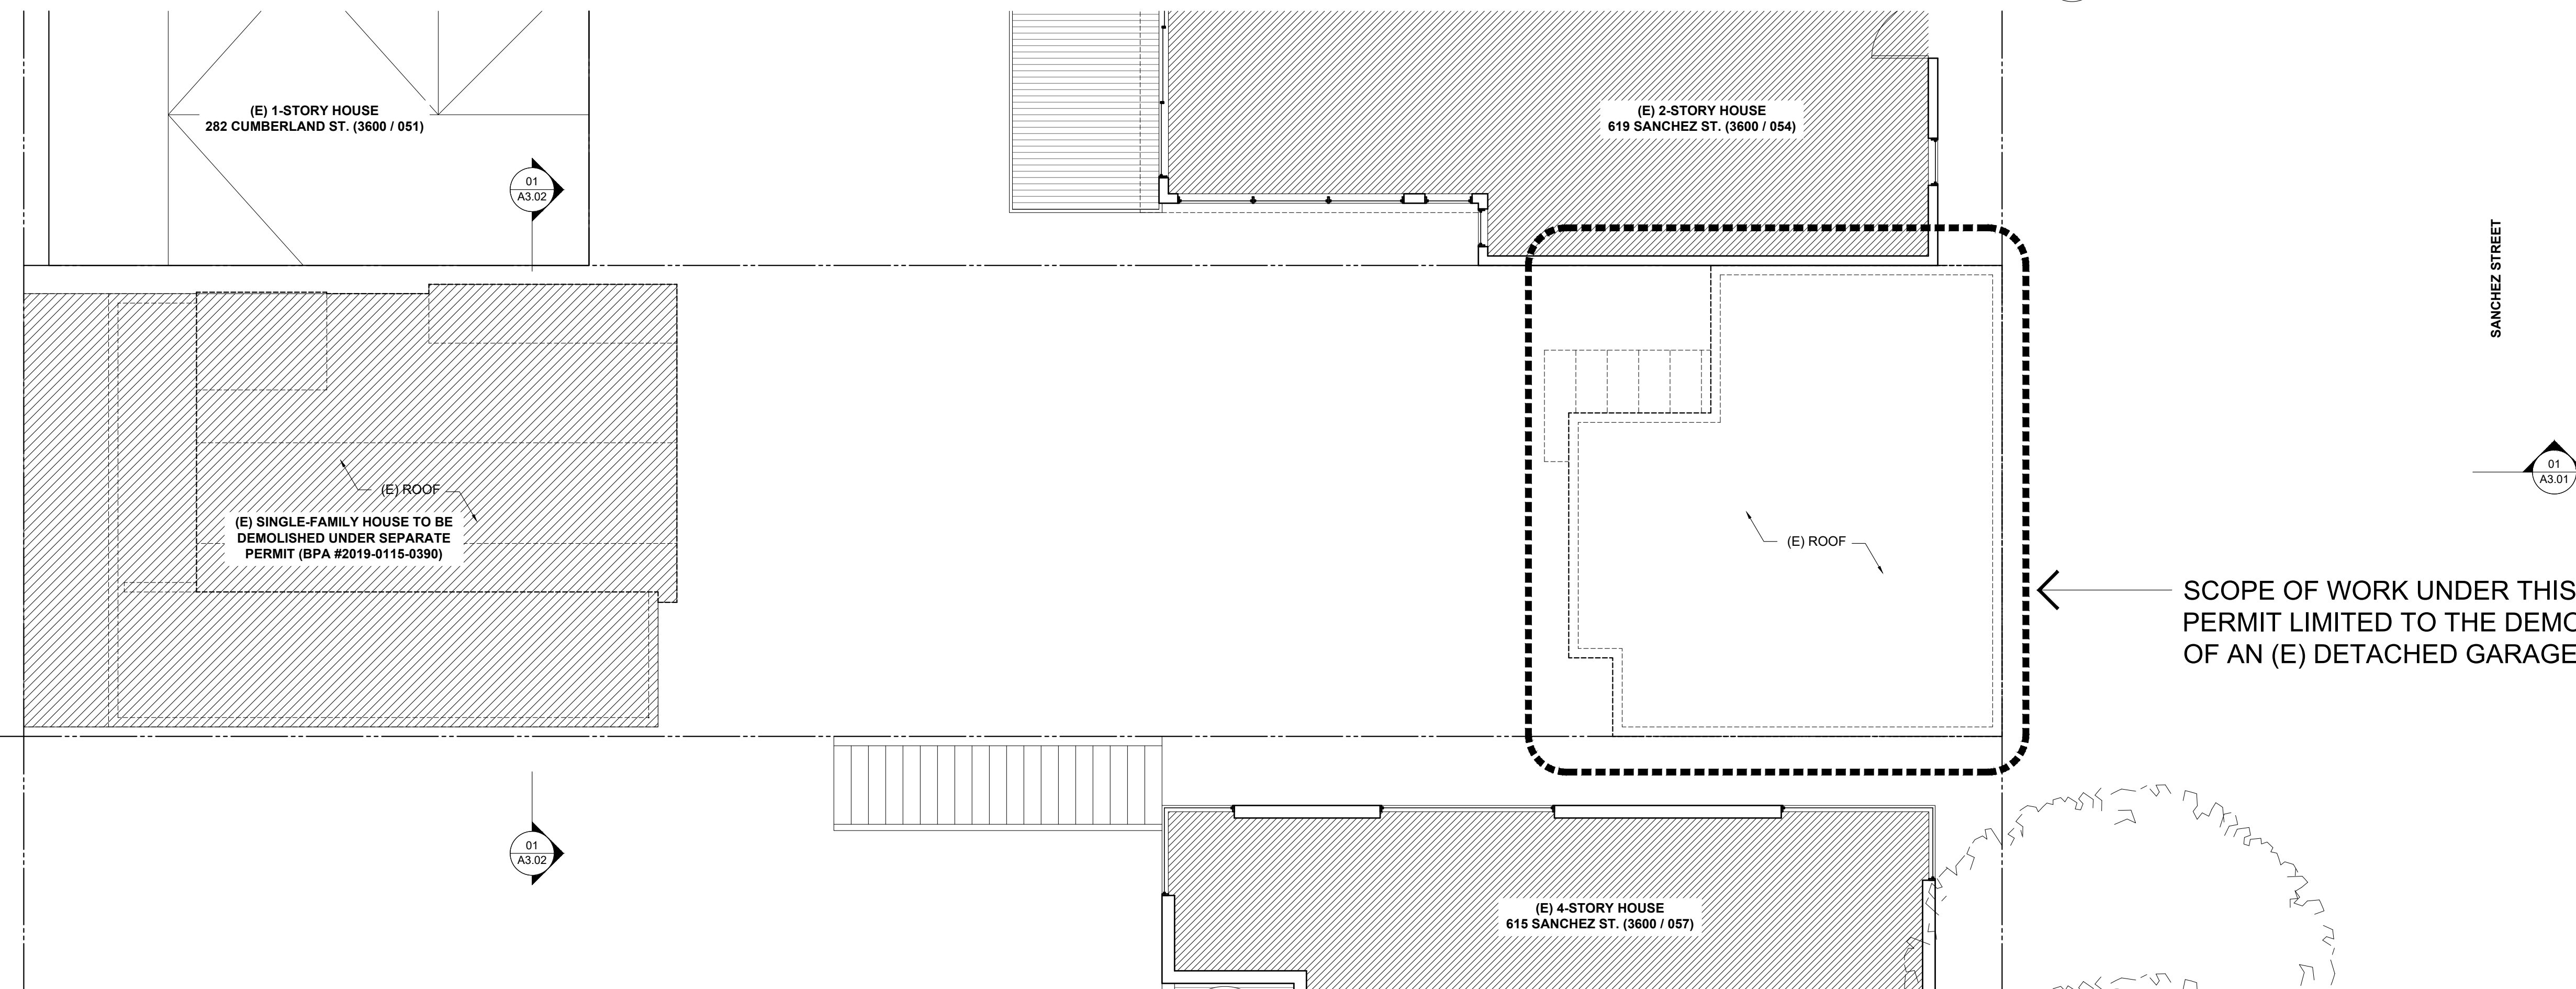 (E) 1-STORY HOUSE
282 CUMBERLAND ST. (3600 / 051)
(E) 2-STORY HOUSE
619 SANCHEZ ST. (3600 / 054)
01
A3.02
SANCHEZ STREET
(E) ROOF
(E) SINGLE-FAMILY HOUSE TO BE
DEMOLISHED UNDER SEPARATE
PERMIT (BPA #2019-0115-0390)
(E) ROOF
01
A3.01
SCOPE OF WORK UNDER THIS
PERMIT LIMITED TO THE DEMO
OF AN (E) DETACHED GARAGE
01
A3.02
(E) 4-STORY HOUSE
615 SANCHEZ ST. (3600 / 057)